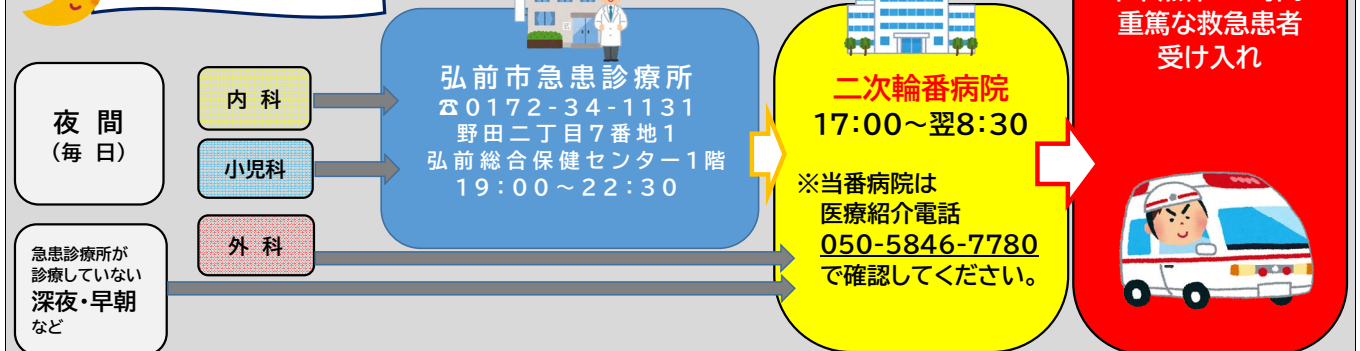 夜 間
(毎 日)
急患診療所が
診療していない
深夜・早朝
など
内 科
小児科
外 科
弘前市急患診療所
☎0172-34-1131
野田二丁目7番地1
弘前総合保健センター1階
19:00~22:30
二次輪番病院
17:00~翌8:30
※当番病院は
医療紹介電話
050-5846-7780
で確認してください。
重篤な救急患者
受け入れ